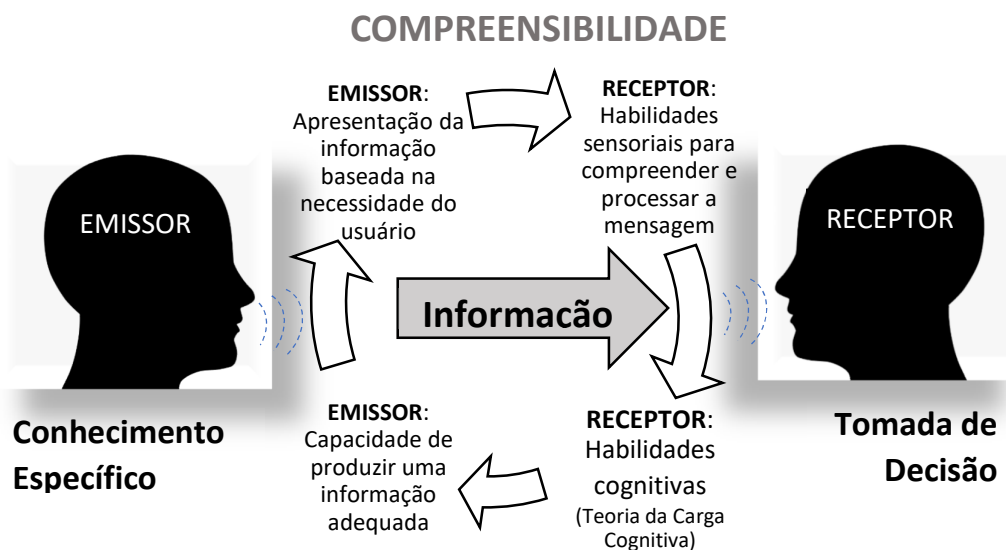 COMPREENSIBILIDADE
EMISSOR:
Apresentação da
informação
baseada na
necessidade do
usuário
RECEPTOR:
Habilidades
sensoriais para
compreender e
processar a
mensagem
EMISSOR
RECEPTOR
Informacão
EMISSOR:
Capacidade de
produzir uma
informação
adequada
RECEPTOR:
Habilidades
cognitivas
(Teoria da Carga
Cognitiva)
Conhecimento
Específico
Tomada de
Decisão